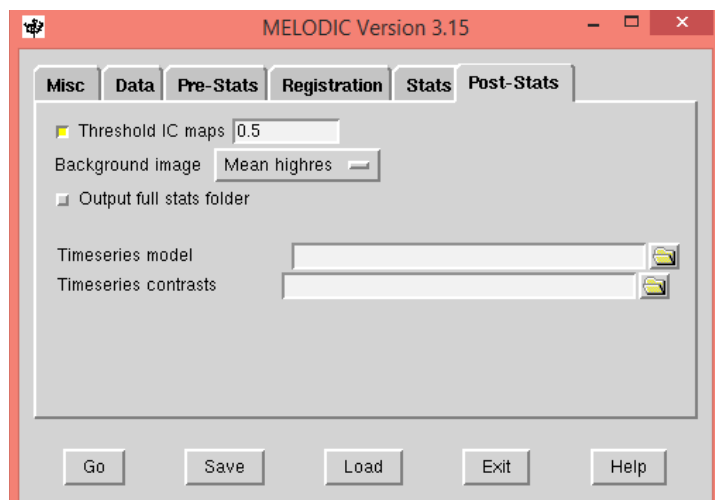 MELODIC Version 3.15
Misc Data Pre-Stats Registration Stats Post-Stats
Threshold IC maps 0.5
Background image Mean highres
Output full stats folder
Timeseries model
Timeseries contrasts
Go Save Load Exit Help